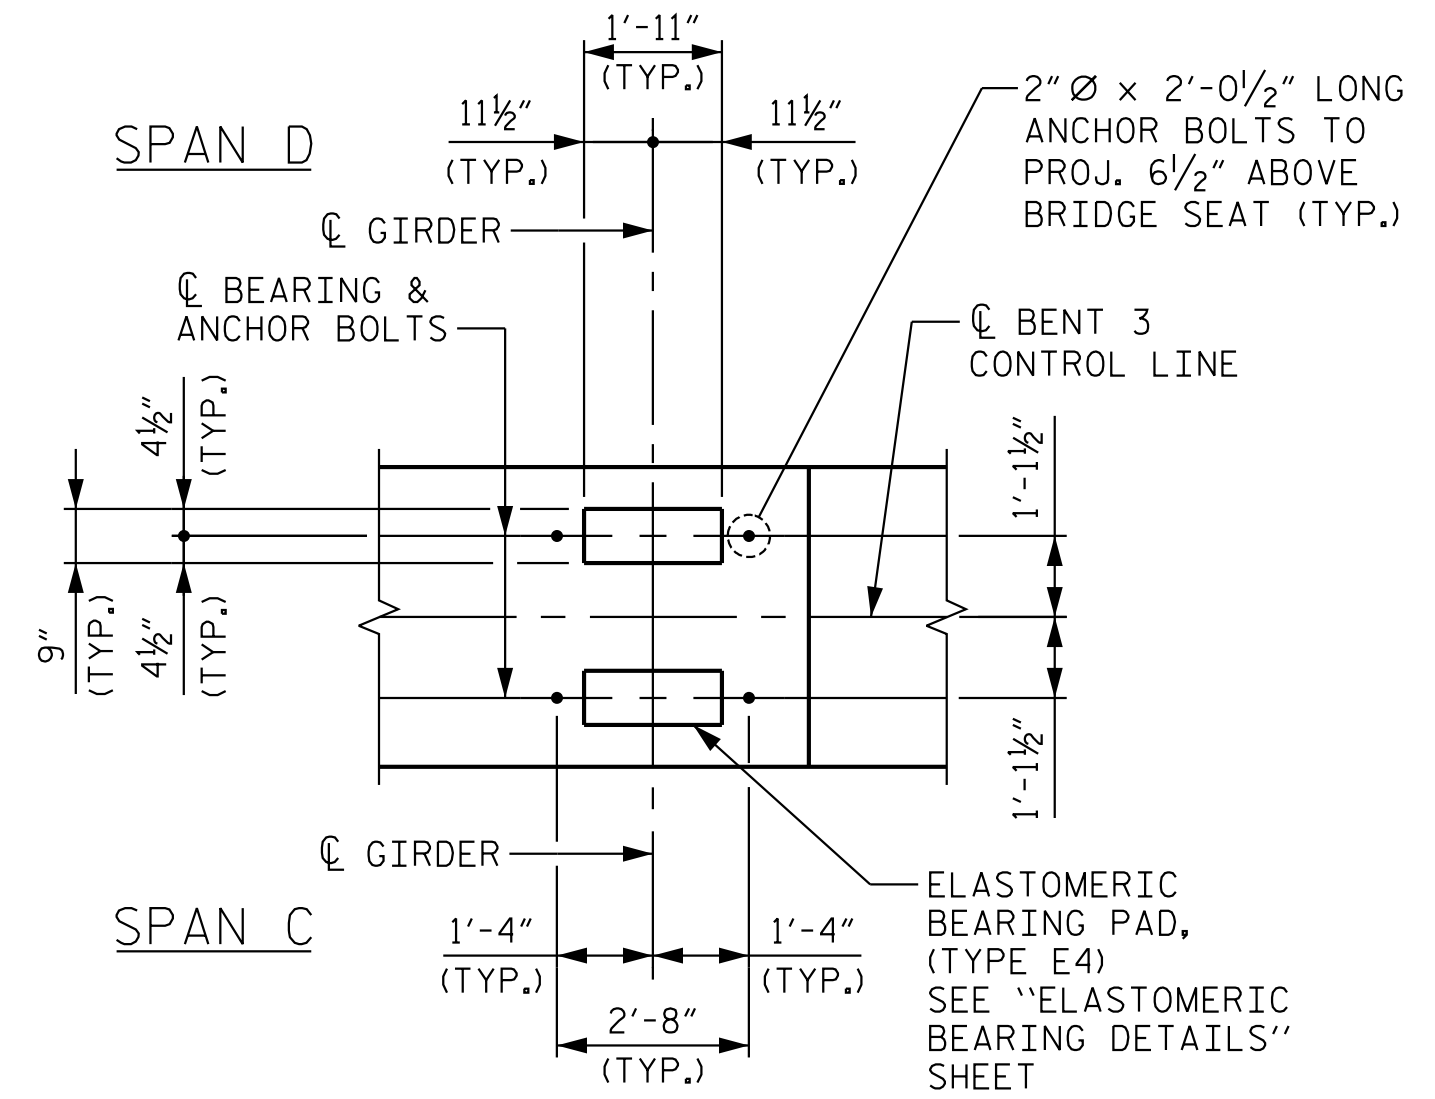 1'-11"
(TYP.)
11½"
(TYP.)
11½"
(TYP.)
SPAN D
℄ GIRDER
℄ BEARING &
ANCHOR BOLTS
2"Ø x 2'-0½" LONG
ANCHOR BOLTS TO
PROJ. 6½" ABOVE
BRIDGE SEAT (TYP.)
℄ BENT 3
CONTROL LINE
4½"
(TYP.)
9"
(TYP.)
4½"
(TYP.)
1'-1½"
1'-1½"
℄ GIRDER
SPAN C
1'-4"
(TYP.)
1'-4"
(TYP.)
2'-8"
(TYP.)
ELASTOMERIC
BEARING PAD,
(TYPE E4)
SEE "ELASTOMERIC
BEARING DETAILS"
SHEET